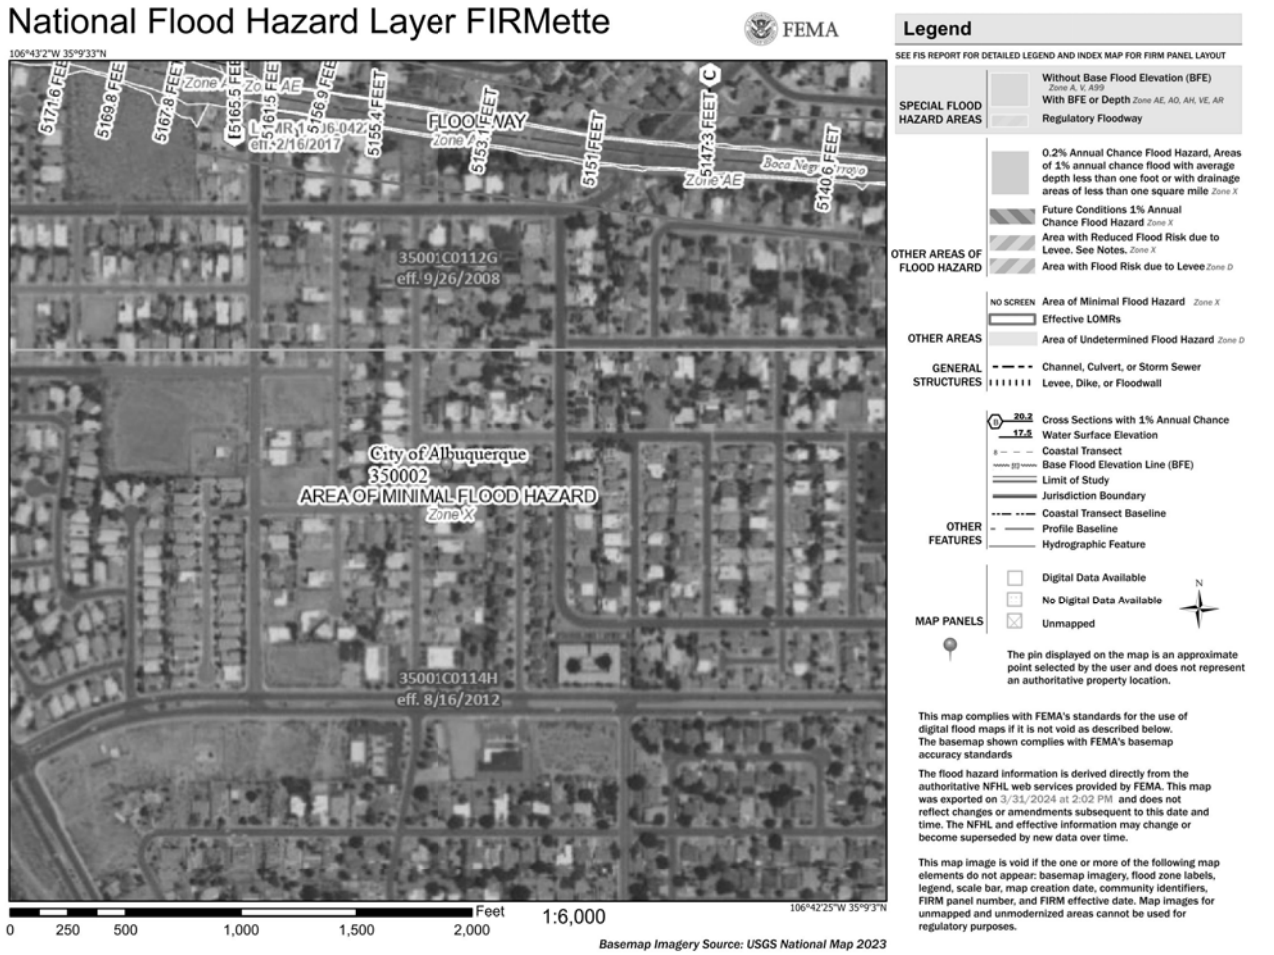 National Flood Hazard Layer FIRMette
FEMA
106°43'2"W 35°9'33"N
5171.6 FEE
5169.8 FEE
5167.8 FEE
Zone
Zone AE
5165.5 FEE
5161.5 FEE
5156.9 FEE
5155.4 FEET
eff. 2/16/2017
FLOODWAY
Zone
FEET
5151 FEET
C
5147.3 FEET
Zone AE
Boca
5140.6 FEET
35001C0112G
eff. 9/26/2008
City of Albuquerque
350002
AREA OF MINIMAL FLOOD HAZARD
Zone X
35001C0114H
eff. 8/16/2012
0 250 500 1,000 1,500 2,000
Feet
1:6,000
106°42'25"W 35°9'3"N
Basemap Imagery Source: USGS National Map 2023
Legend
SEE FIS REPORT FOR DETAILED LEGEND AND INDEX MAP FOR FIRM PANEL LAYOUT
SPECIAL FLOOD
HAZARD AREAS
Without Base Flood Elevation (BFE)
Zone A, V, A99
With BFE or Depth Zone AE, AO, AH, VE, AR
Regulatory Floodway
0.2% Annual Chance Flood Hazard, Areas
of 1% annual chance flood with average
depth less than one foot or with drainage
areas of less than one square mile Zone X
Future Conditions 1% Annual
Chance Flood Hazard Zone X
OTHER AREAS OF
FLOOD HAZARD
Area with Reduced Flood Risk due to
Levee. See Notes. Zone X
Area with Flood Risk due to Levee Zone D
NO SCREEN Area of Minimal Flood Hazard Zone X
Effective LOMRs
OTHER AREAS
Area of Undetermined Flood Hazard Zone D
GENERAL
STRUCTURES
Channel, Culvert, or Storm Sewer
Levee, Dike, or Floodwall
B 20.2 Cross Sections with 1% Annual Chance
17.5 Water Surface Elevation
8 Coastal Transect
513 Base Flood Elevation Line (BFE)
Limit of Study
Jurisdiction Boundary
Coastal Transect Baseline
OTHER
FEATURES
Profile Baseline
Hydrographic Feature
Digital Data Available
No Digital Data Available
Unmapped
MAP PANELS
N
The pin displayed on the map is an approximate
point selected by the user and does not represent
an authoritative property location.
This map complies with FEMA's standards for the use of
digital flood maps if it is not void as described below.
The basemap shown complies with FEMA's basemap
accuracy standards
The flood hazard information is derived directly from the
authoritative NFHL web services provided by FEMA. This map
was exported on 3/31/2024 at 2:02 PM and does not
reflect changes or amendments subsequent to this date and
time. The NFHL and effective information may change or
become superseded by new data over time.
This map image is void if the one or more of the following map
elements do not appear: basemap imagery, flood zone labels,
legend, scale bar, map creation date, community identifiers,
FIRM panel number, and FIRM effective date. Map images for
unmapped and unmodernized areas cannot be used for
regulatory purposes.